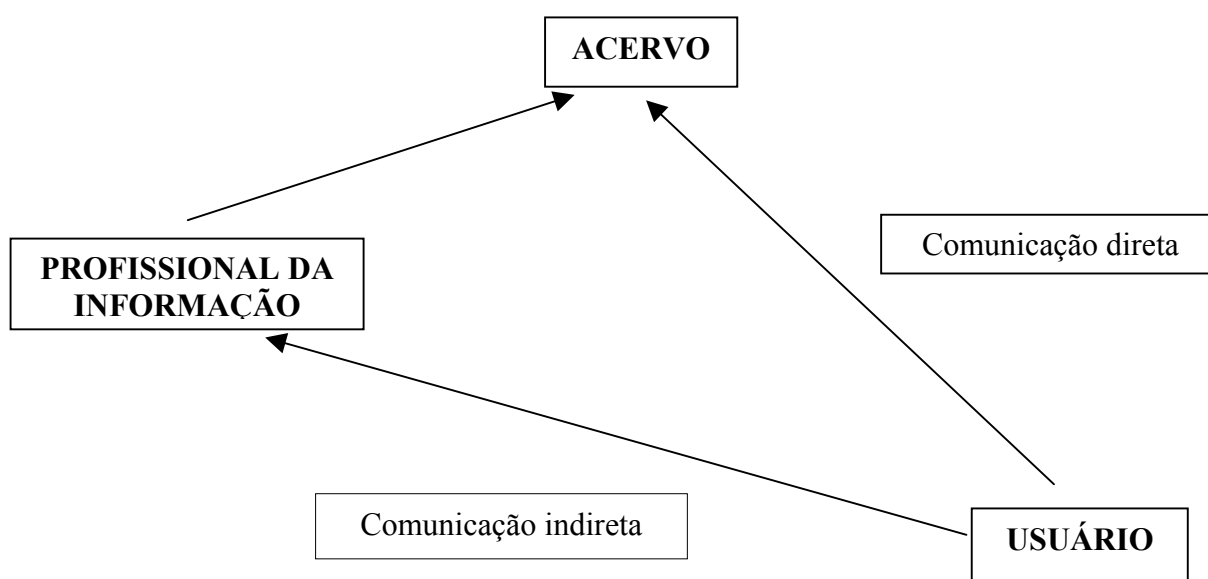 ACERVO
Comunicação direta
PROFISSIONAL DA
INFORMAÇÃO
Comunicação indireta
USUÁRIO